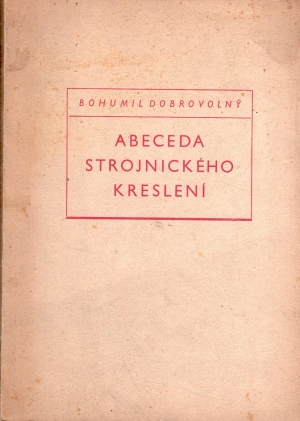 BOHUMIL DOBROVOLNÝ
ABECEDA
STROJNICKÉHO
KRESLENÍ